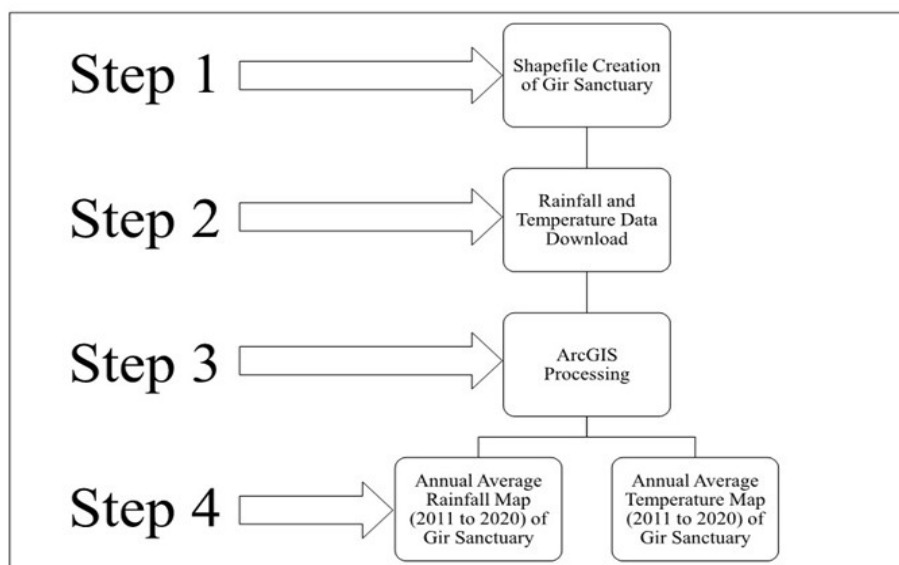 Step 1
Shapefile Creation
of Gir Sanctuary
Step 2
Rainfall and
Temperature Data
Download
Step 3
ArcGIS
Processing
Step 4
Annual Average
Rainfall Map
(2011 to 2020) of
Gir Sanctuary
Annual Average
Temperature Map
(2011 to 2020) of
Gir Sanctuary